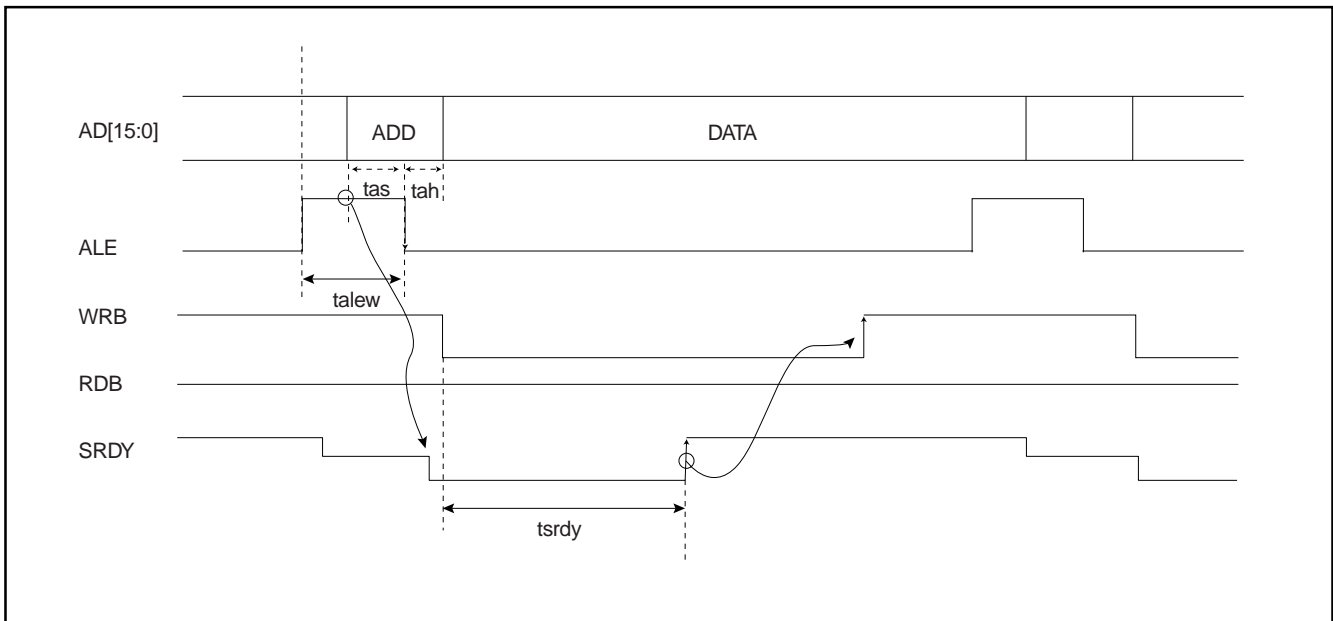 AD[15:0]
ADD
DATA
tas
tah
ALE
talew
WRB
RDB
SRDY
tsrdy